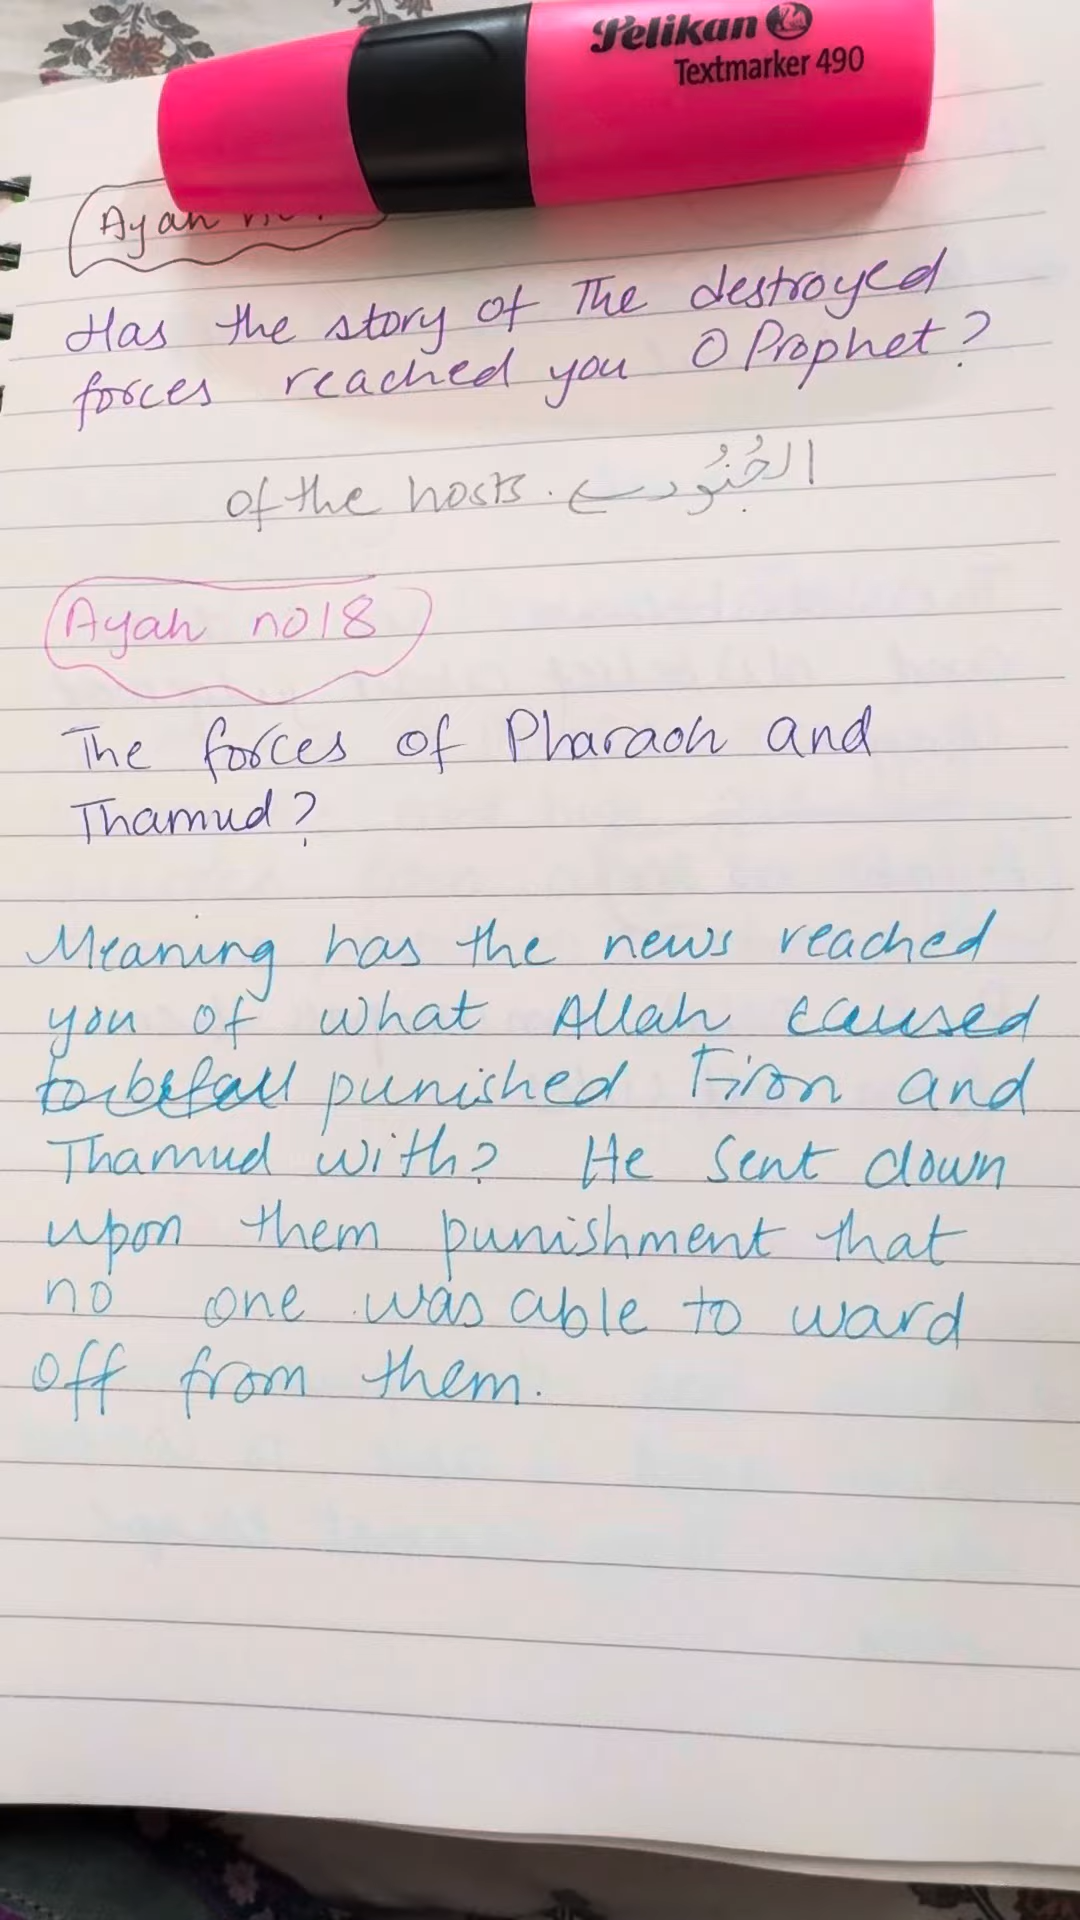 Pelikan
Textmarker 490
Ayah
Has the story of The destroyed
forces reached you O Prophet?
of the hosts. الجُنُودِ
Ayah no 18
The forces of Pharaoh and
Thamud?
Meaning has the news reached
you of what Allah caused
to befall punished Firon and
Thamud with? He sent down
upon them punishment that
no one was able to ward
off from them.